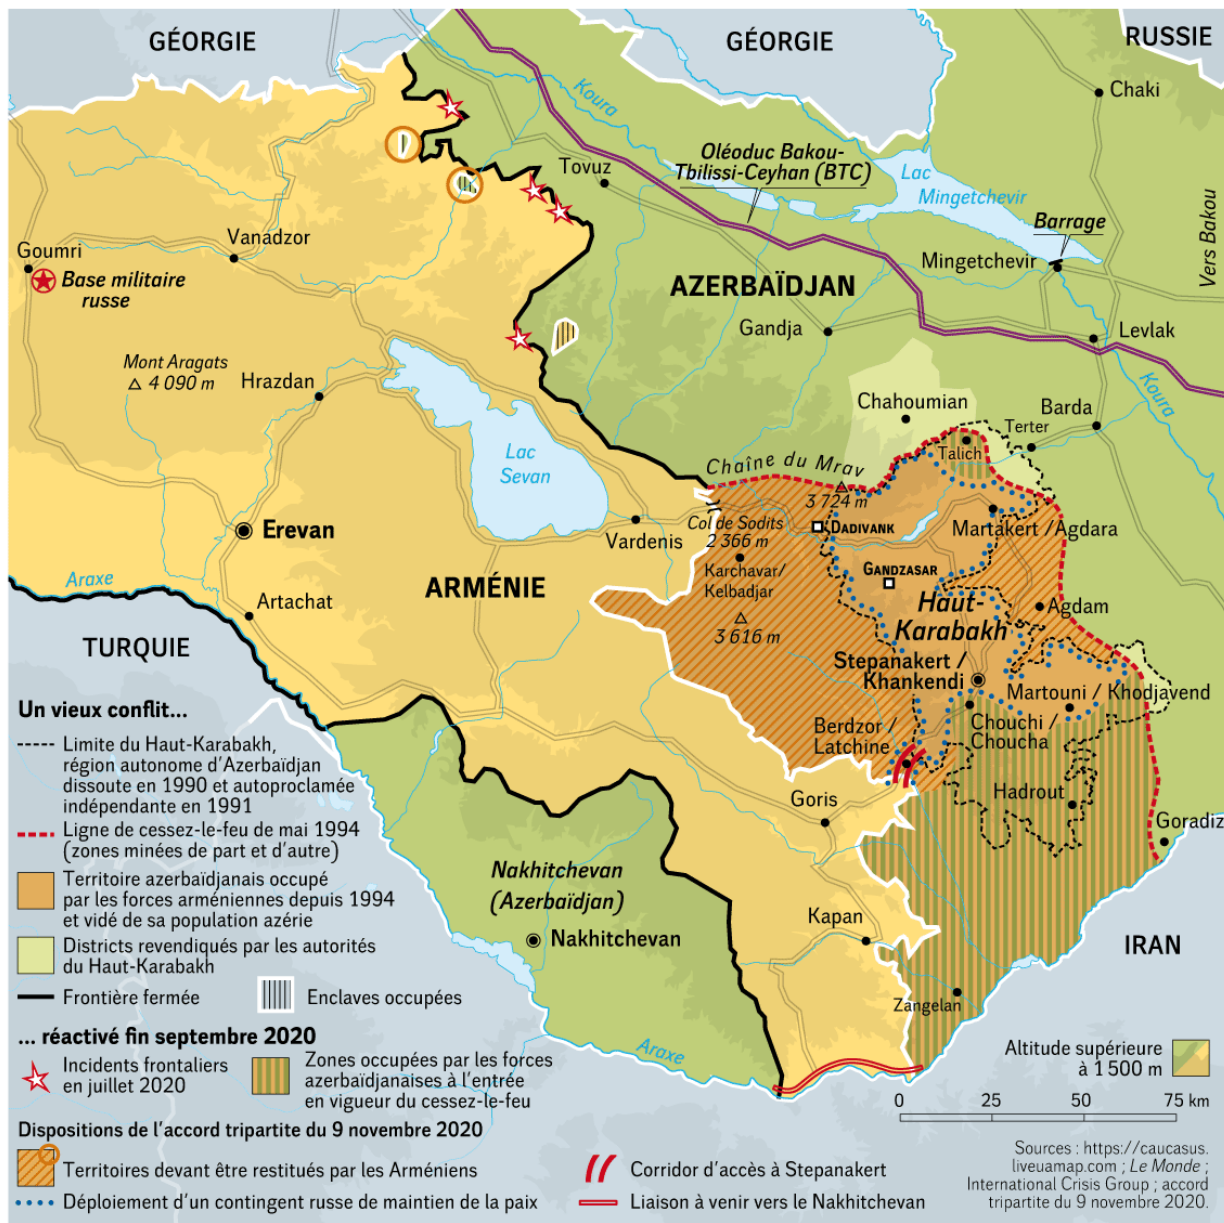 GÉORGIE
GÉORGIE
RUSSIE
Chaki
Koura
Tovuz
Oléoduc Bakou-
Tbilissi-Ceyhan (BTC)
Lac
Mingetchevir
Barrage
Vers Bakou
Goumri
Vanadzor
Base militaire
russe
Mingetchevir
AZERBAÏDJAN
Gandja
Levlak
Koura
Mont Aragats
4 090 m
Hrazdan
Chahoumian
Barda
Terter
Talich
Lac
Sevan
Chaîne du Mrav
3 724 m
Erevan
Vardenis
Col de Sodits
2 366 m
DADIVANK
Martakert / Agdara
Karchavar/
Kelbadjar
GANDZASAR
Araxe
Artachat
ARMÉNIE
3 616 m
Haut-
Karabakh
Agdam
TURQUIE
Stepanakert /
Khankendi
Martouni / Khodjavend
Berdzor /
Latchine
Chouchi /
Choucha
Goris
Hadrout
Goradiz
Nakhitchevan
(Azerbaïdjan)
Nakhitchevan
Kapan
IRAN
Zangelan
Araxe
Un vieux conflit...
Limite du Haut-Karabakh,
région autonome d'Azerbaïdjan
dissoute en 1990 et autoproclamée
indépendante en 1991
Ligne de cessez-le-feu de mai 1994
(zones minées de part et d'autre)
Territoire azerbaïdjanais occupé
par les forces arméniennes depuis 1994
et vidé de sa population azérie
Districts revendiqués par les autorités
du Haut-Karabakh
Frontière fermée
Enclaves occupées
... réactivé fin septembre 2020
Incidents frontaliers
en juillet 2020
Zones occupées par les forces
azerbaïdjanaises à l'entrée
en vigueur du cessez-le-feu
Dispositions de l'accord tripartite du 9 novembre 2020
Territoires devant être restitués par les Arméniens
Déploiement d'un contingent russe de maintien de la paix
Corridor d'accès à Stepanakert
Liaison à venir vers le Nakhitchevan
Altitude supérieure
à 1 500 m
0 25 50 75 km
Sources : https://caucasus.
liveuamap.com ; Le Monde ;
International Crisis Group ; accord
tripartite du 9 novembre 2020.